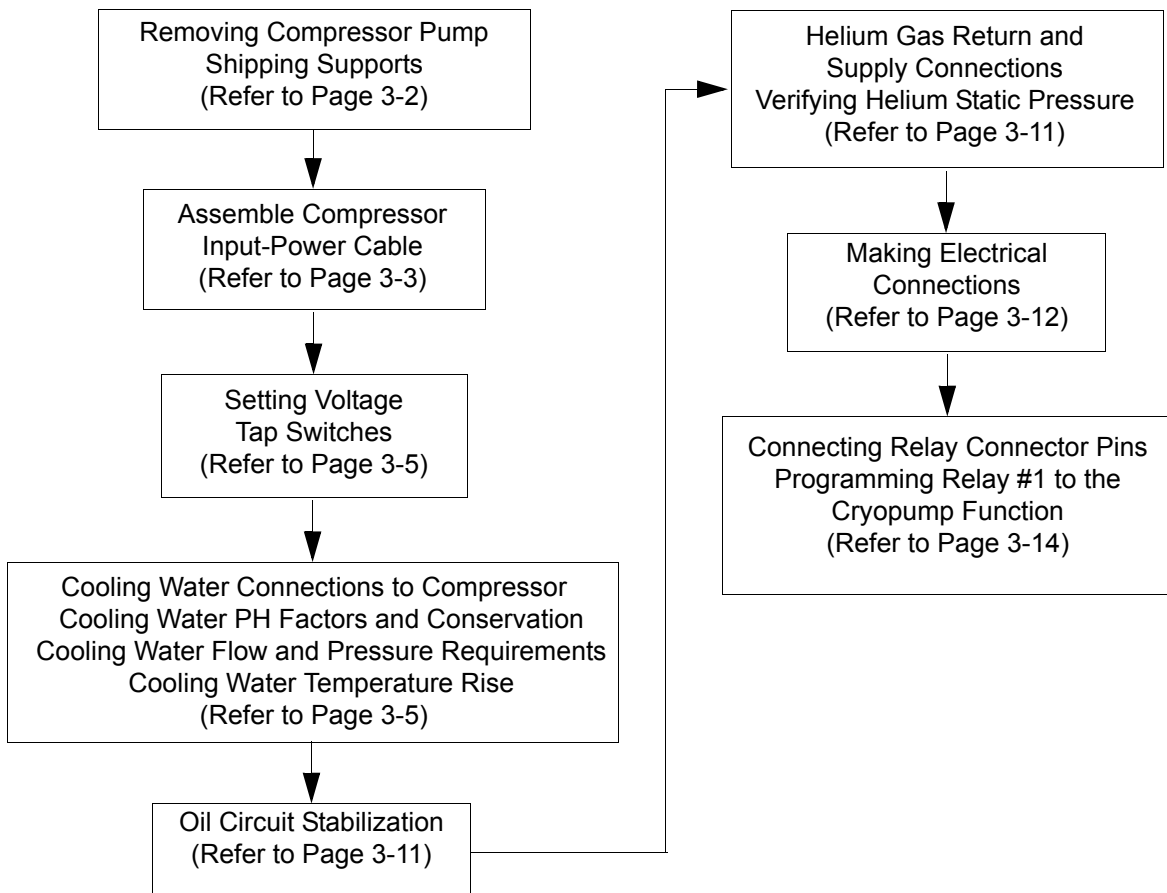 Removing Compressor Pump
Shipping Supports
(Refer to Page 3-2)
Assemble Compressor
Input-Power Cable
(Refer to Page 3-3)
Setting Voltage
Tap Switches
(Refer to Page 3-5)
Cooling Water Connections to Compressor
Cooling Water PH Factors and Conservation
Cooling Water Flow and Pressure Requirements
Cooling Water Temperature Rise
(Refer to Page 3-5)
Oil Circuit Stabilization
(Refer to Page 3-11)
Helium Gas Return and
Supply Connections
Verifying Helium Static Pressure
(Refer to Page 3-11)
Making Electrical
Connections
(Refer to Page 3-12)
Connecting Relay Connector Pins
Programming Relay #1 to the
Cryopump Function
(Refer to Page 3-14)